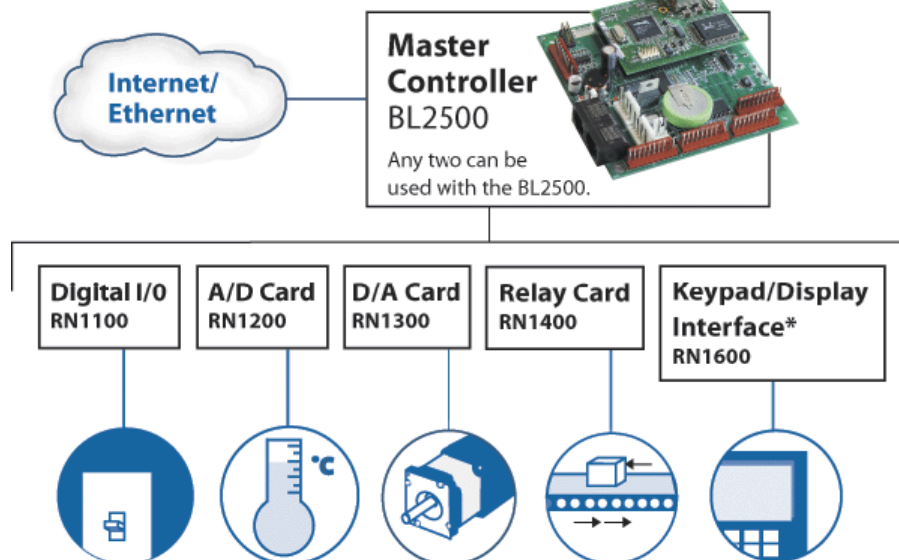 Internet/
Ethernet
Master
Controller
BL2500
Any two can be
used with the BL2500.
Digital I/0
RN1100
A/D Card
RN1200
D/A Card
RN1300
Relay Card
RN1400
Keypad/Display
Interface*
RN1600
°C